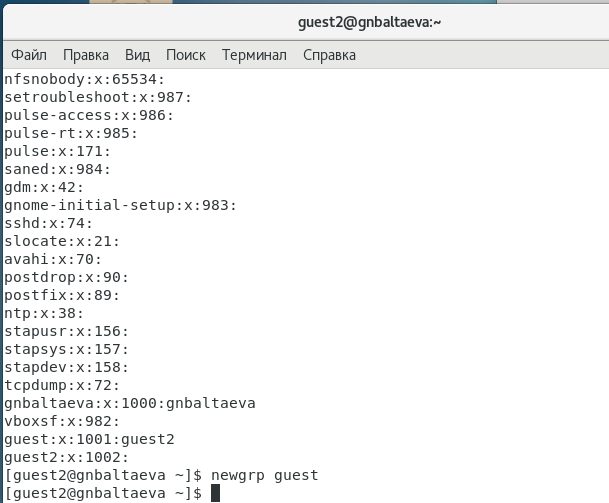 guest2@gnbaltaeva:~
Файл Правка Вид Поиск Терминал Справка
nfsnobody:x:65534:
setroubleshoot:x:987:
pulse-access:x:986:
pulse-rt:x:985:
pulse:x:171:
saned:x:984:
gdm:x:42:
gnome-initial-setup:x:983:
sshd:x:74:
slocate:x:21:
avahi:x:70:
postdrop:x:90:
postfix:x:89:
ntp:x:38:
stapusr:x:156:
stapsys:x:157:
stapdev:x:158:
tcpdump:x:72:
gnbaltaeva:x:1000:gnbaltaeva
vboxsf:x:982:
guest:x:1001:guest2
guest2:x:1002:
[guest2@gnbaltaeva ~]$ newgrp guest
[guest2@gnbaltaeva ~]$